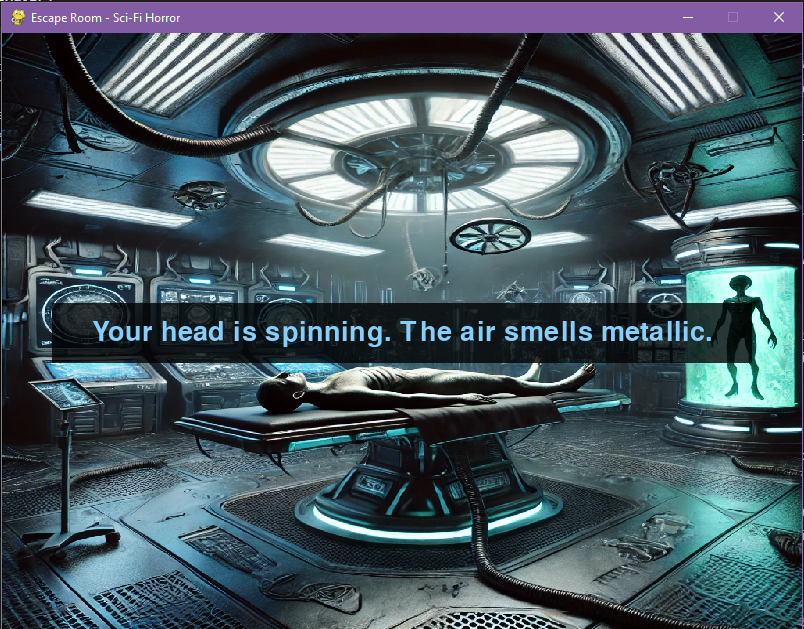 Escape Room - Sci-Fi Horror
Your head is spinning. The air smells metallic.